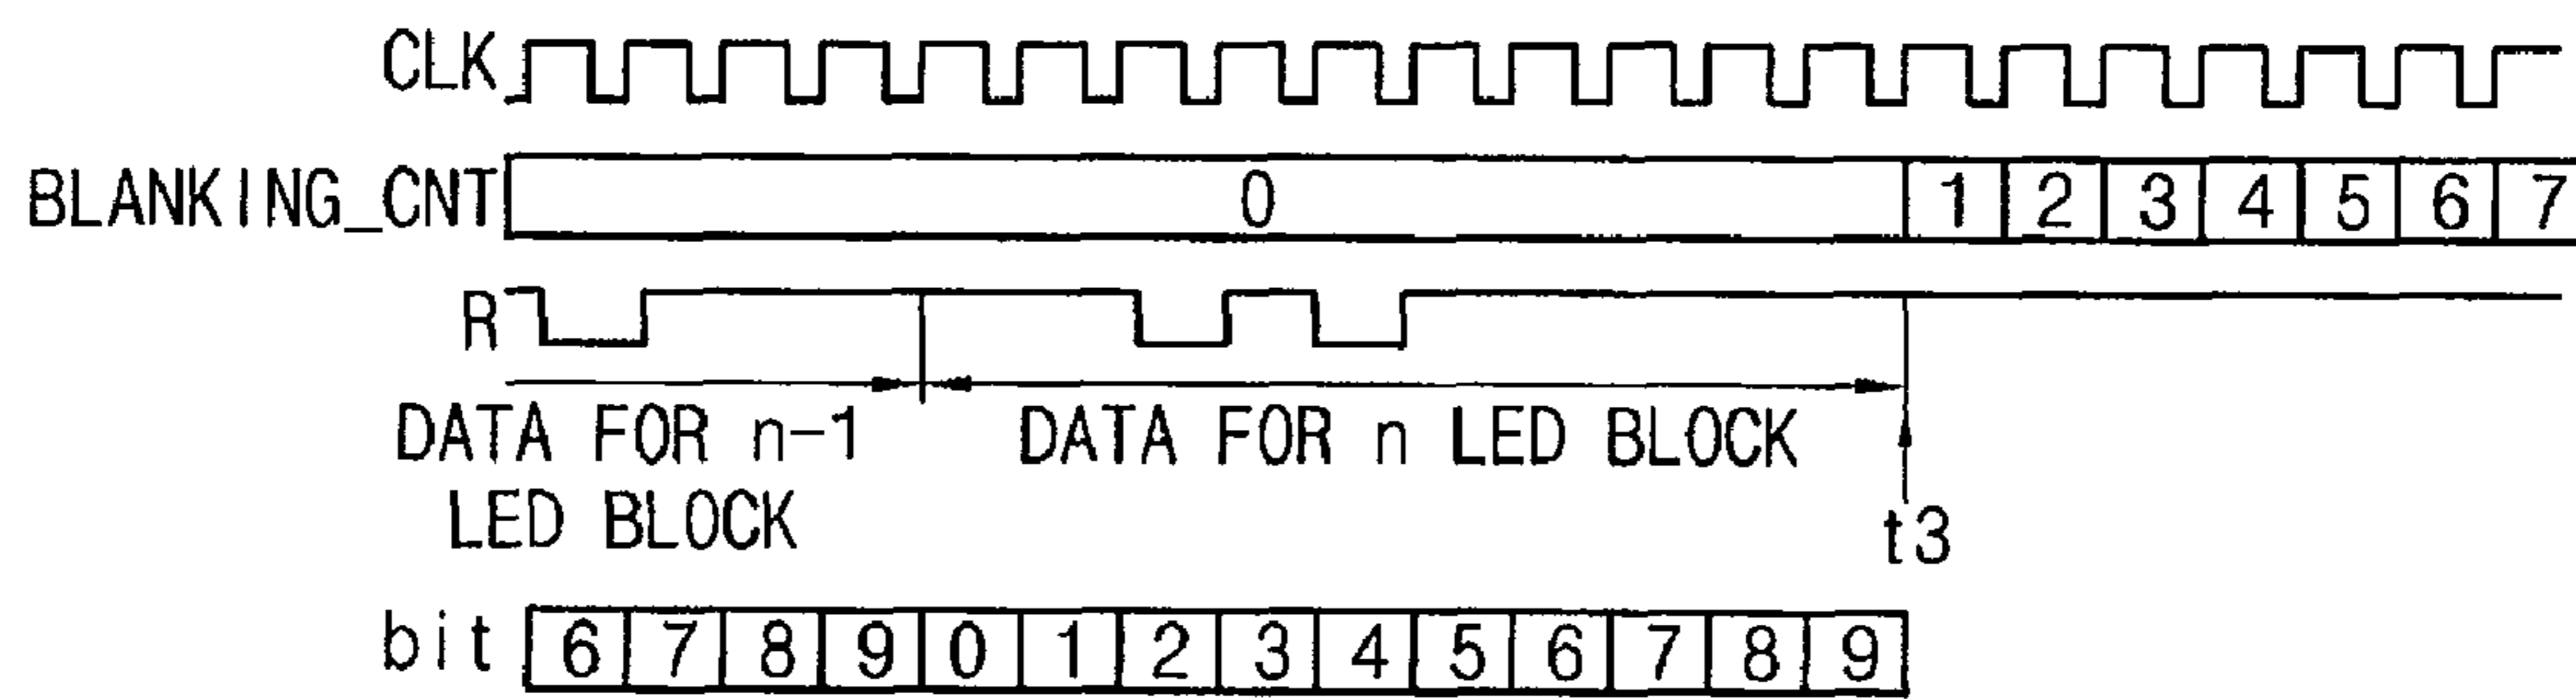 CLK
BLANKING_CNT 0 1 2 3 4 5 6 7
R
DATA FOR n-1 DATA FOR n LED BLOCK
LED BLOCK
t3
bit 6 7 8 9 0 1 2 3 4 5 6 7 8 9